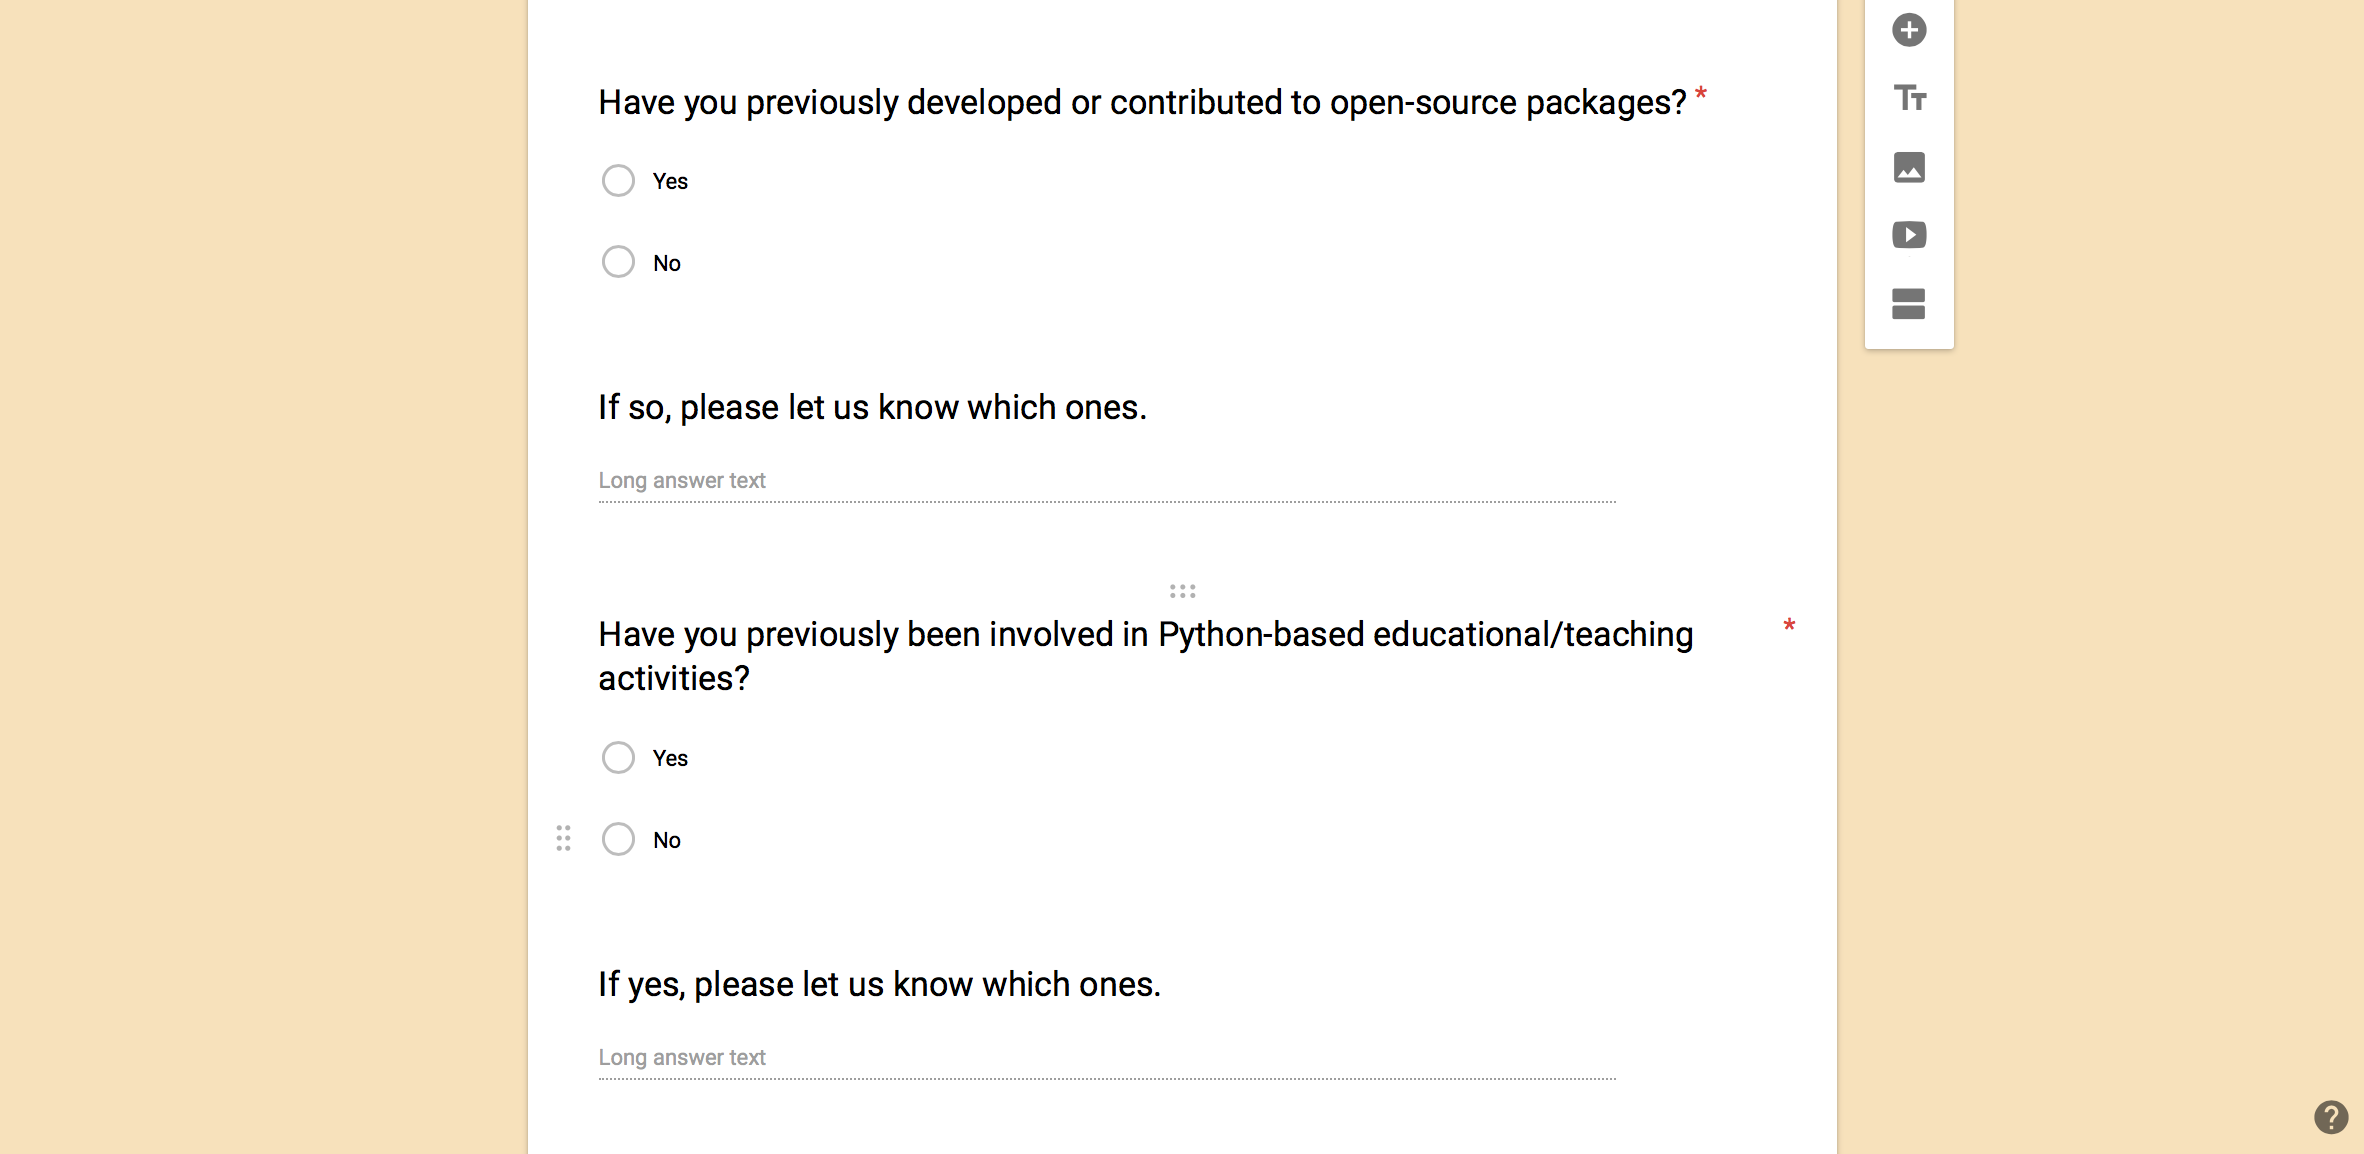 Have you previously developed or contributed to open-source packages? *
Yes
No
If so, please let us know which ones.
Long answer text
Have you previously been involved in Python-based educational/teaching *
activities?
Yes
No
If yes, please let us know which ones.
Long answer text